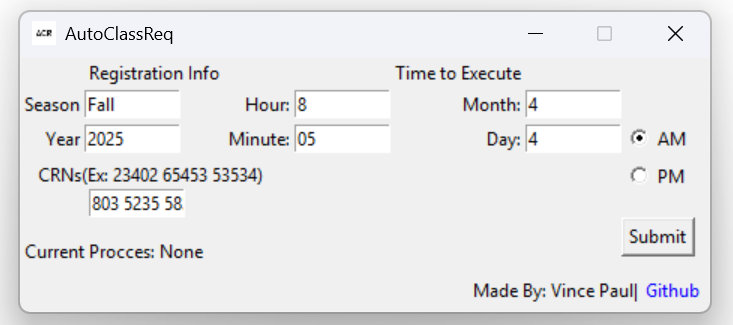 ACR AutoClassReq
Registration Info Time to Execute
Season Fall Hour: 8 Month: 4
Year 2025 Minute: 05 Day: 4 AM
CRNs(Ex: 23402 65453 53534) PM
803 5235 58
Submit
Current Procces: None
Made By: Vince Paul| Github